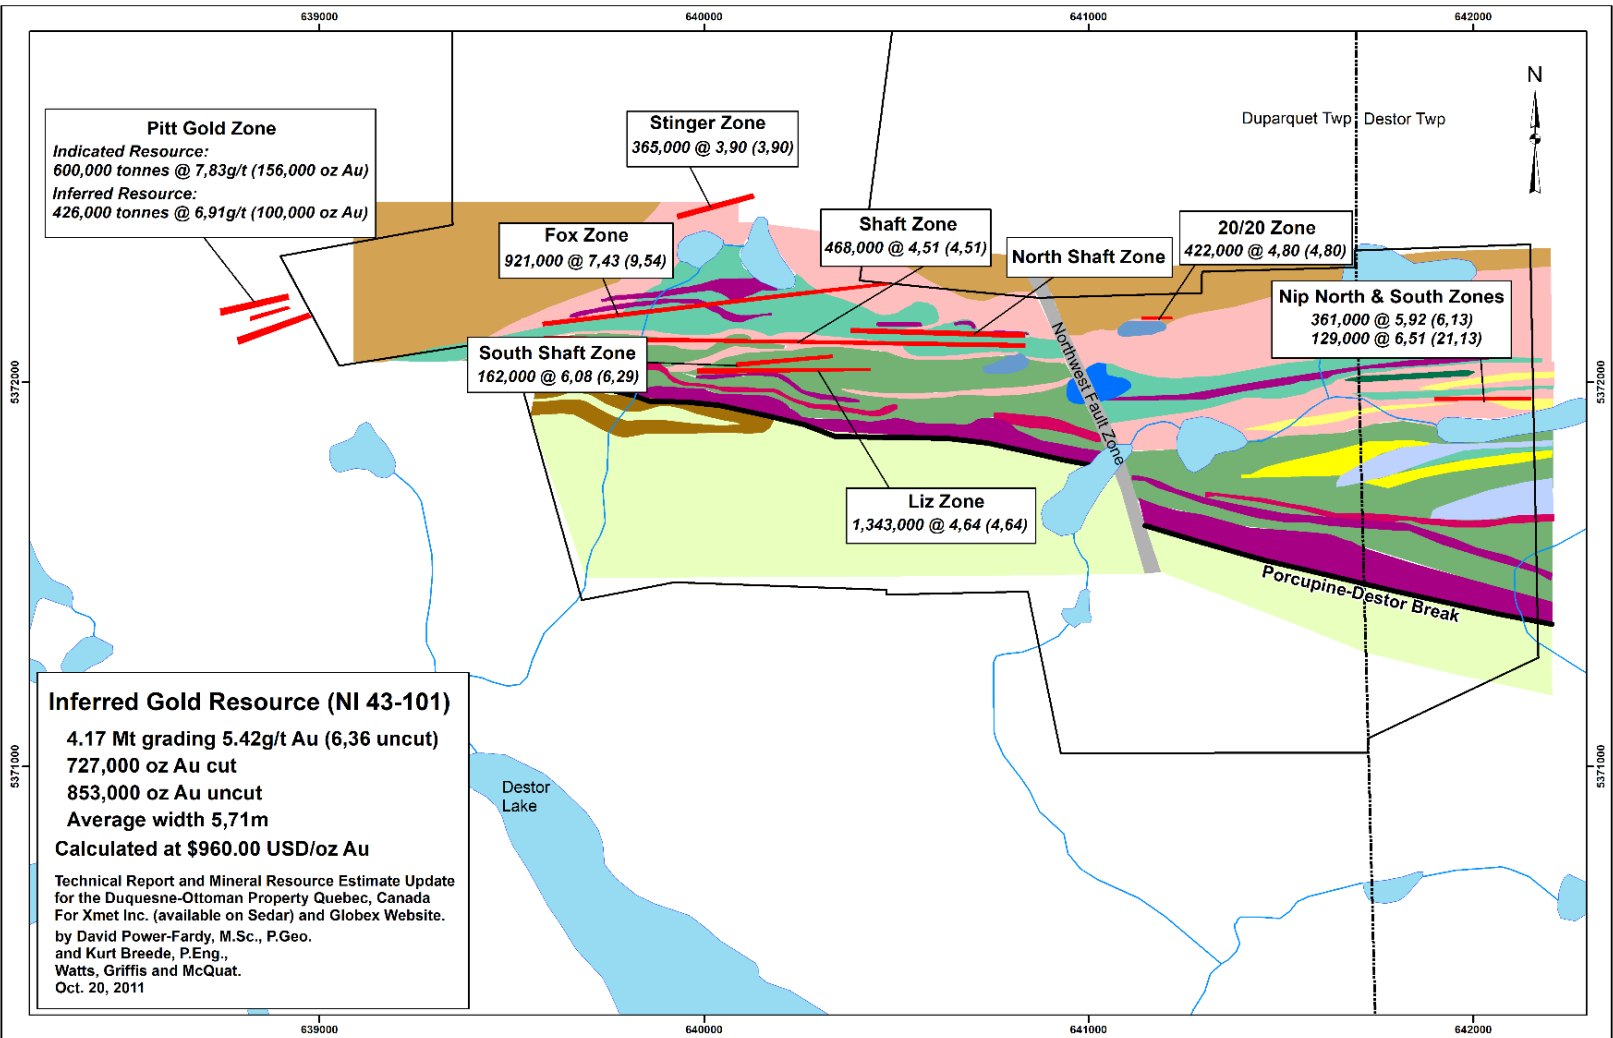 639000
640000
641000
642000
N
Duparquet Twp
Destor Twp
Pitt Gold Zone
Indicated Resource:
600,000 tonnes @ 7,83g/t (156,000 oz Au)
Inferred Resource:
426,000 tonnes @ 6,91g/t (100,000 oz Au)
Stinger Zone
365,000 @ 3,90 (3,90)
Fox Zone
921,000 @ 7,43 (9,54)
Shaft Zone
468,000 @ 4,51 (4,51)
North Shaft Zone
20/20 Zone
422,000 @ 4,80 (4,80)
Nip North & South Zones
361,000 @ 5,92 (6,13)
129,000 @ 6,51 (21,13)
South Shaft Zone
162,000 @ 6,08 (6,29)
5372000
5372000
Northwest Fault Zone
Liz Zone
1,343,000 @ 4,64 (4,64)
Porcupine-Destor Break
Inferred Gold Resource (NI 43-101)
4.17 Mt grading 5.42g/t Au (6,36 uncut)
727,000 oz Au cut
853,000 oz Au uncut
Average width 5,71m
Calculated at $960.00 USD/oz Au
Technical Report and Mineral Resource Estimate Update
for the Duquesne-Ottoman Property Quebec, Canada
For Xmet Inc. (available on Sedar) and Globex Website.
by David Power-Fardy, M.Sc., P.Geo.
and Kurt Breede, P.Eng.,
Watts, Griffis and McQuat.
Oct. 20, 2011
5371000
5371000
Destor
Lake
639000
640000
641000
642000